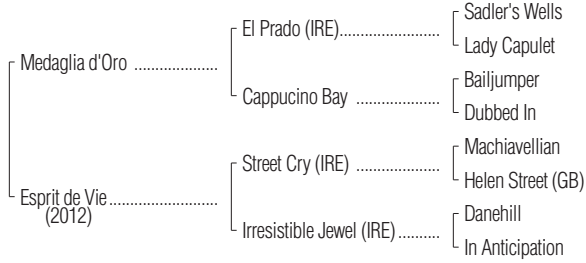 Sadler's Wells
El Prado (IRE)....................
Lady Capulet
Medaglia d'Oro .................
Bailjumper
Cappucino Bay .................
Dubbed In
Machiavellian
Street Cry (IRE) .................
Helen Street (GB)
Esprit de Vie......................
(2012)
Danehill
Irresistible Jewel (IRE)..........
In Anticipation